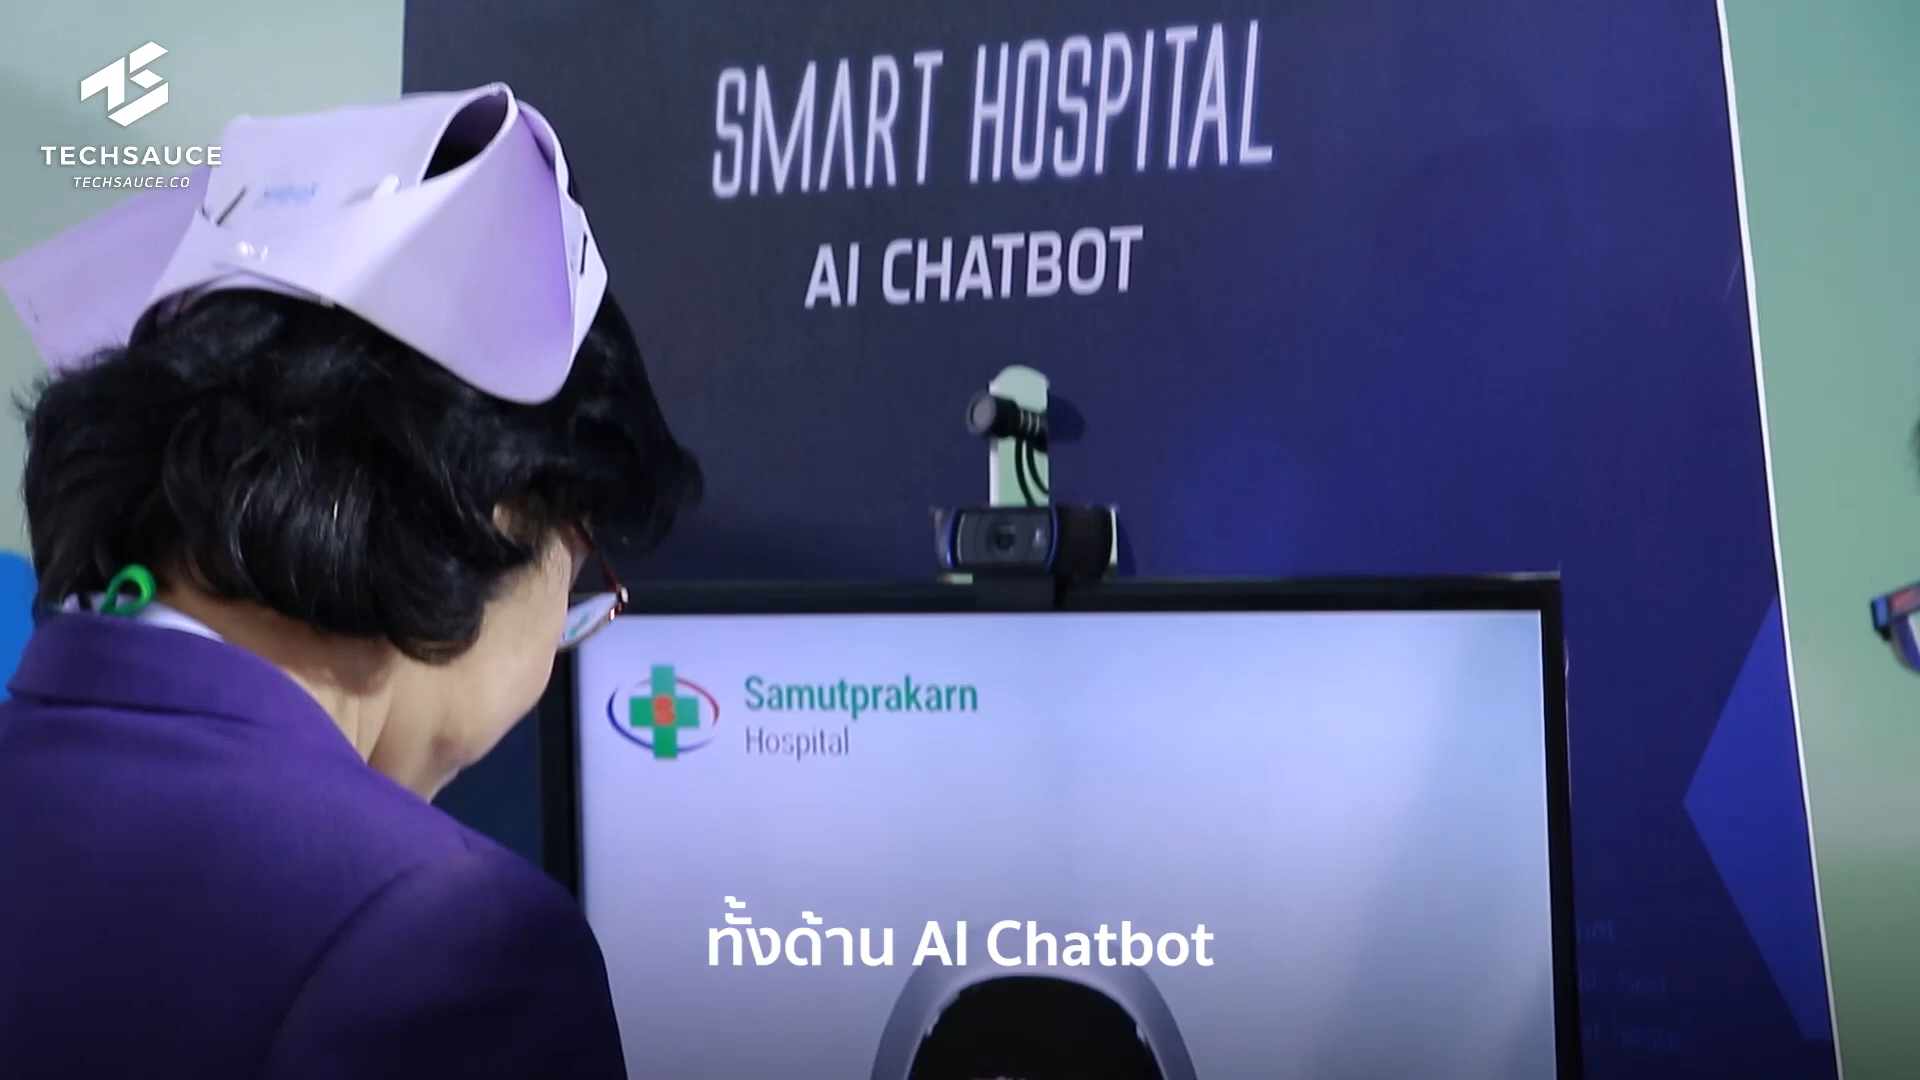 TECHSAUCE
TECHSAUCE.CO
SMART HOSPITAL
AI CHATBOT
S
Samutprakarn
Hospital
ทั้งด้าน AI Chatbot